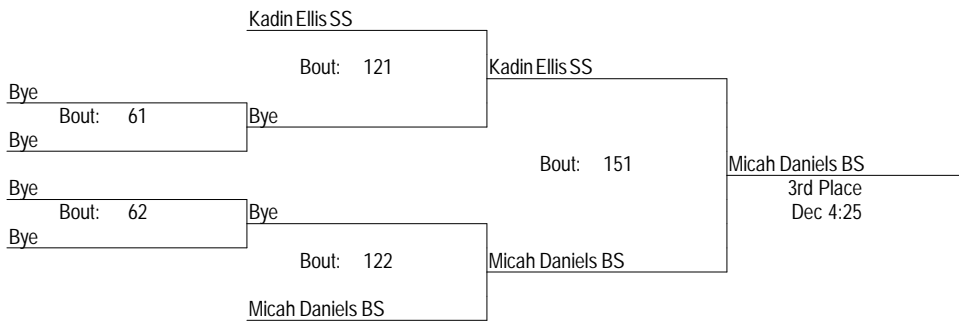 Kadin Ellis SS
Bout: 121
Kadin Ellis SS
Bye
Bout: 61
Bye
Bye
Bout: 151
Micah Daniels BS
3rd Place
Dec 4:25
Bye
Bout: 62
Bye
Bye
Bout: 122
Micah Daniels BS
Micah Daniels BS